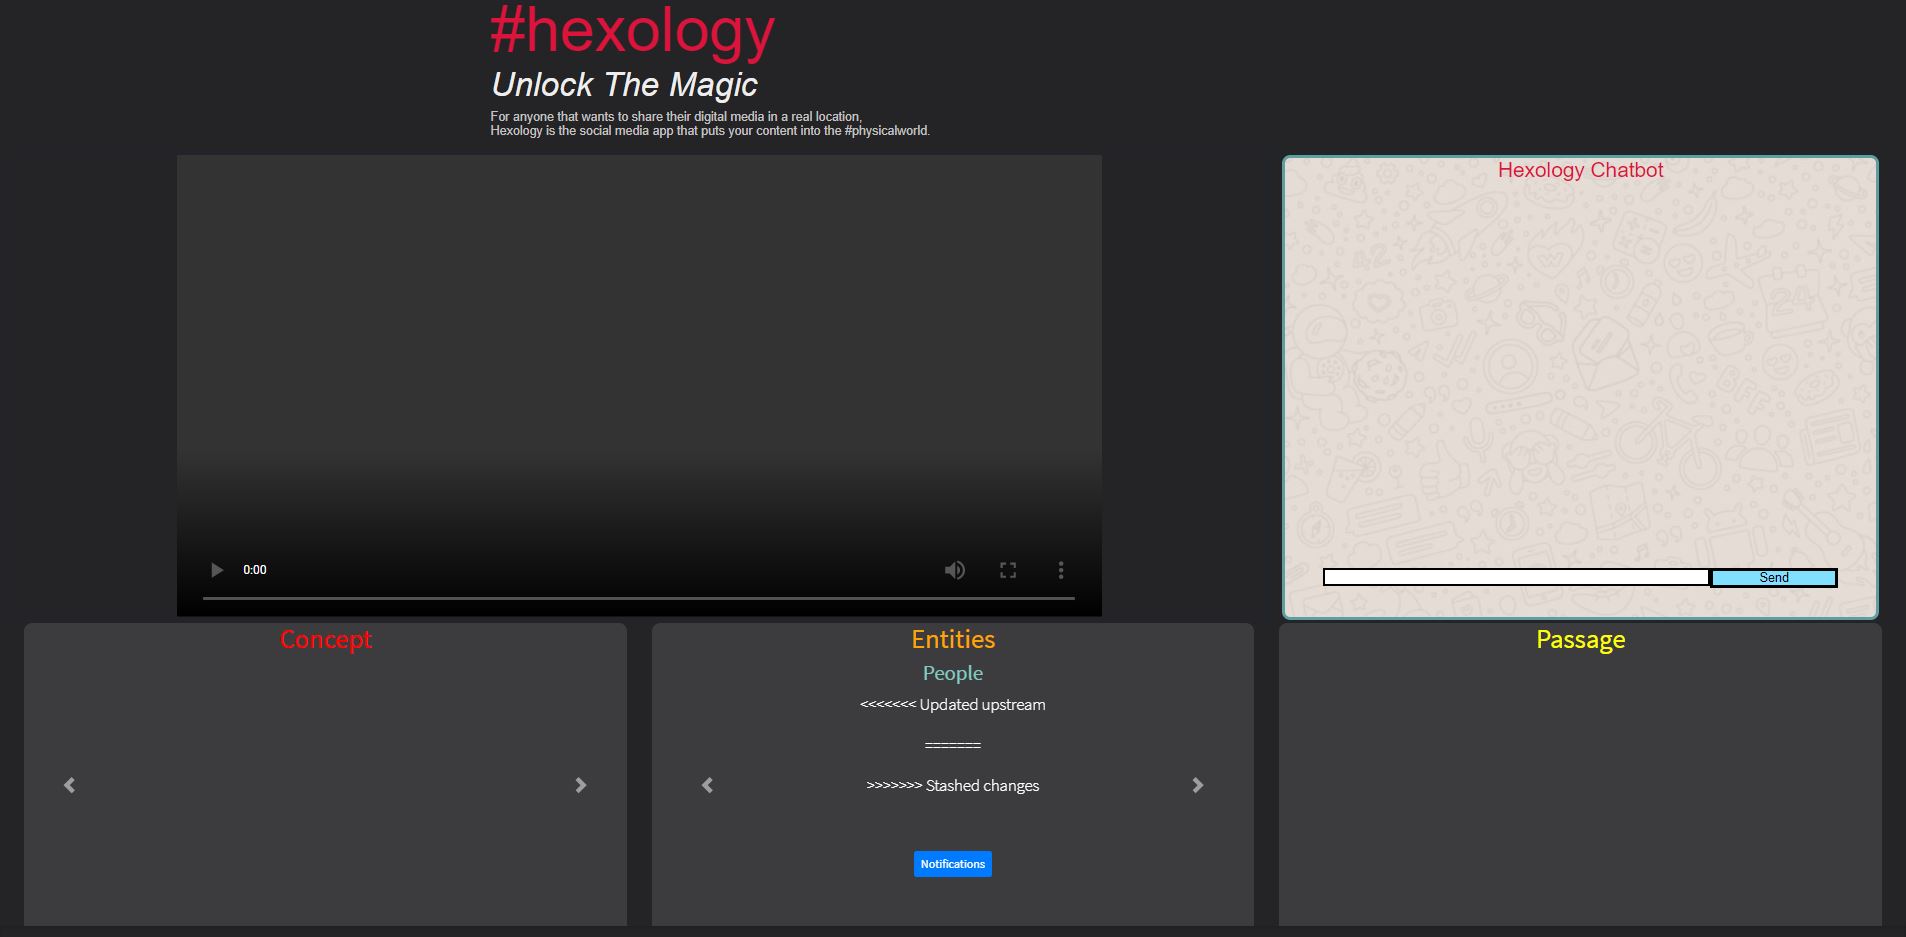 #hexology
Unlock The Magic
For anyone that wants to share their digital media in a real location,
Hexology is the social media app that puts your content into the #physicalworld.
0:00
Hexology Chatbot
Send
Concept
Entities
People
<<<<<<< Updated upstream
=======
>>>>>>> Stashed changes
Notifications
Passage